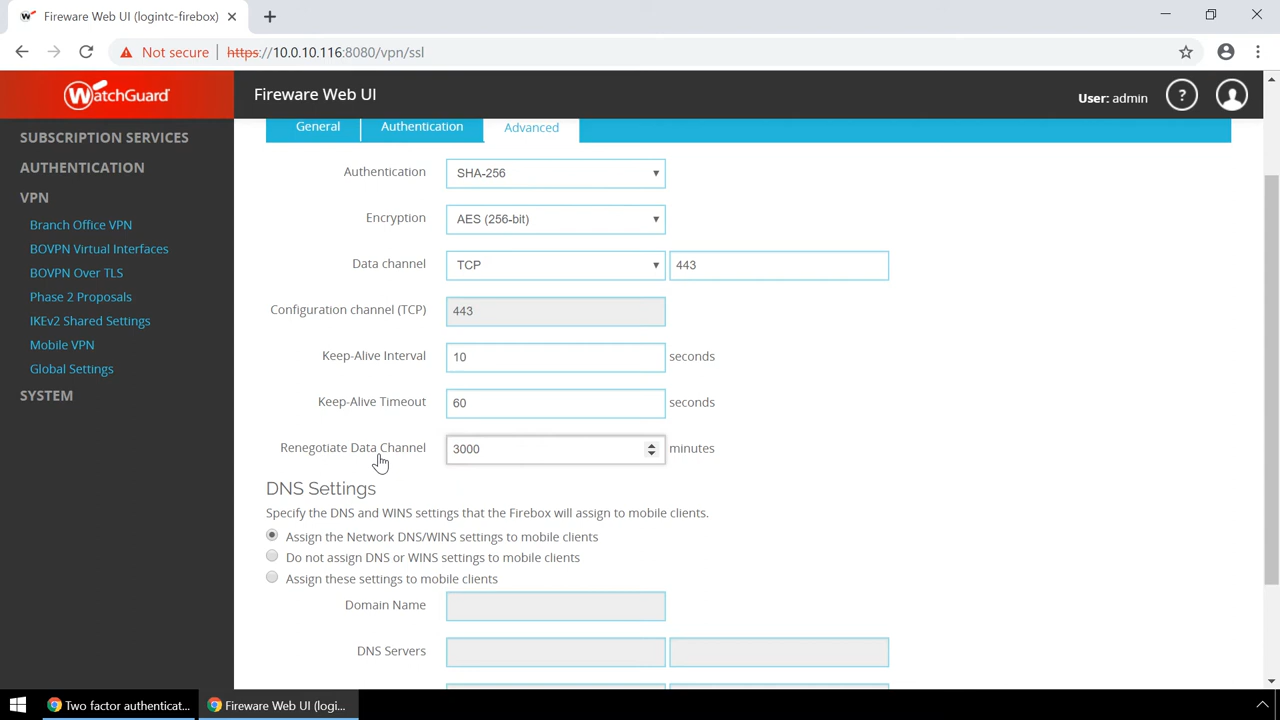 Fireware Web UI (logintc-firebox)
Not secure
https://10.0.10.116:8080/vpn/ssl
WatchGuard
Fireware Web UI
User: admin
?
SUBSCRIPTION SERVICES
AUTHENTICATION
VPN
Branch Office VPN
BOVPN Virtual Interfaces
BOVPN Over TLS
Phase 2 Proposals
IKEv2 Shared Settings
Mobile VPN
Global Settings
SYSTEM
General
Authentication
Advanced
Authentication SHA-256
Encryption AES (256-bit)
Data channel TCP 443
Configuration channel (TCP) 443
Keep-Alive Interval 10 seconds
Keep-Alive Timeout 60 seconds
Renegotiate Data Channel 3000 minutes
DNS Settings
Specify the DNS and WINS settings that the Firebox will assign to mobile clients.
Assign the Network DNS/WINS settings to mobile clients
Do not assign DNS or WINS settings to mobile clients
Assign these settings to mobile clients
Domain Name
DNS Servers
Two factor authenticat...
Fireware Web UI (logi...